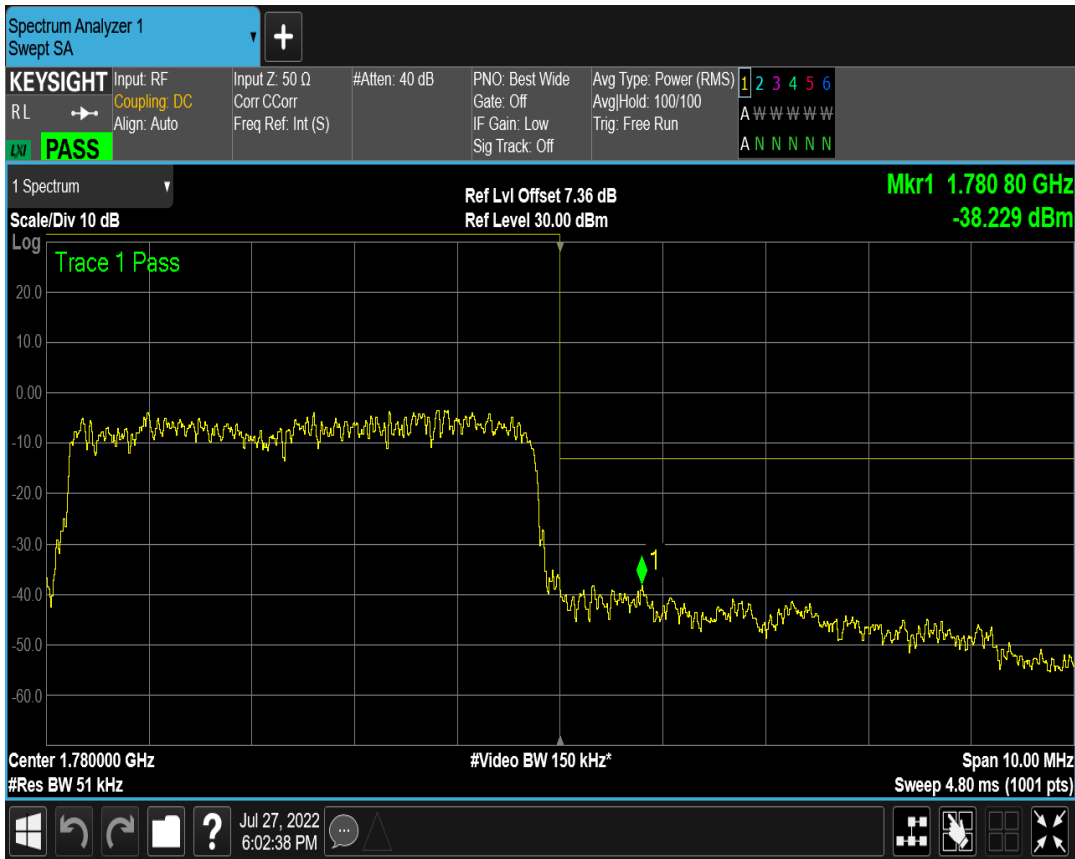 Spectrum Analyzer 1
Swept SA
+
KEYSIGHT
RL
LXI PASS
Input: RF
Coupling: DC
Align: Auto
Input Z: 50 Ω
Corr CCorr
Freq Ref: Int (S)
#Atten: 40 dB
PNO: Best Wide
Gate: Off
IF Gain: Low
Sig Track: Off
Avg Type: Power (RMS)
Avg|Hold: 100/100
Trig: Free Run
1 2 3 4 5 6
A W W W W W
A N N N N N
1 Spectrum
Scale/Div 10 dB
Ref Lvl Offset 7.36 dB
Ref Level 30.00 dBm
Mkr1 1.780 80 GHz
-38.229 dBm
Log
Trace 1 Pass
20.0
10.0
0.00
-10.0
-20.0
-30.0
1
-40.0
-50.0
-60.0
Center 1.780000 GHz
#Res BW 51 kHz
#Video BW 150 kHz*
Span 10.00 MHz
Sweep 4.80 ms (1001 pts)
?
Jul 27, 2022
6:02:38 PM